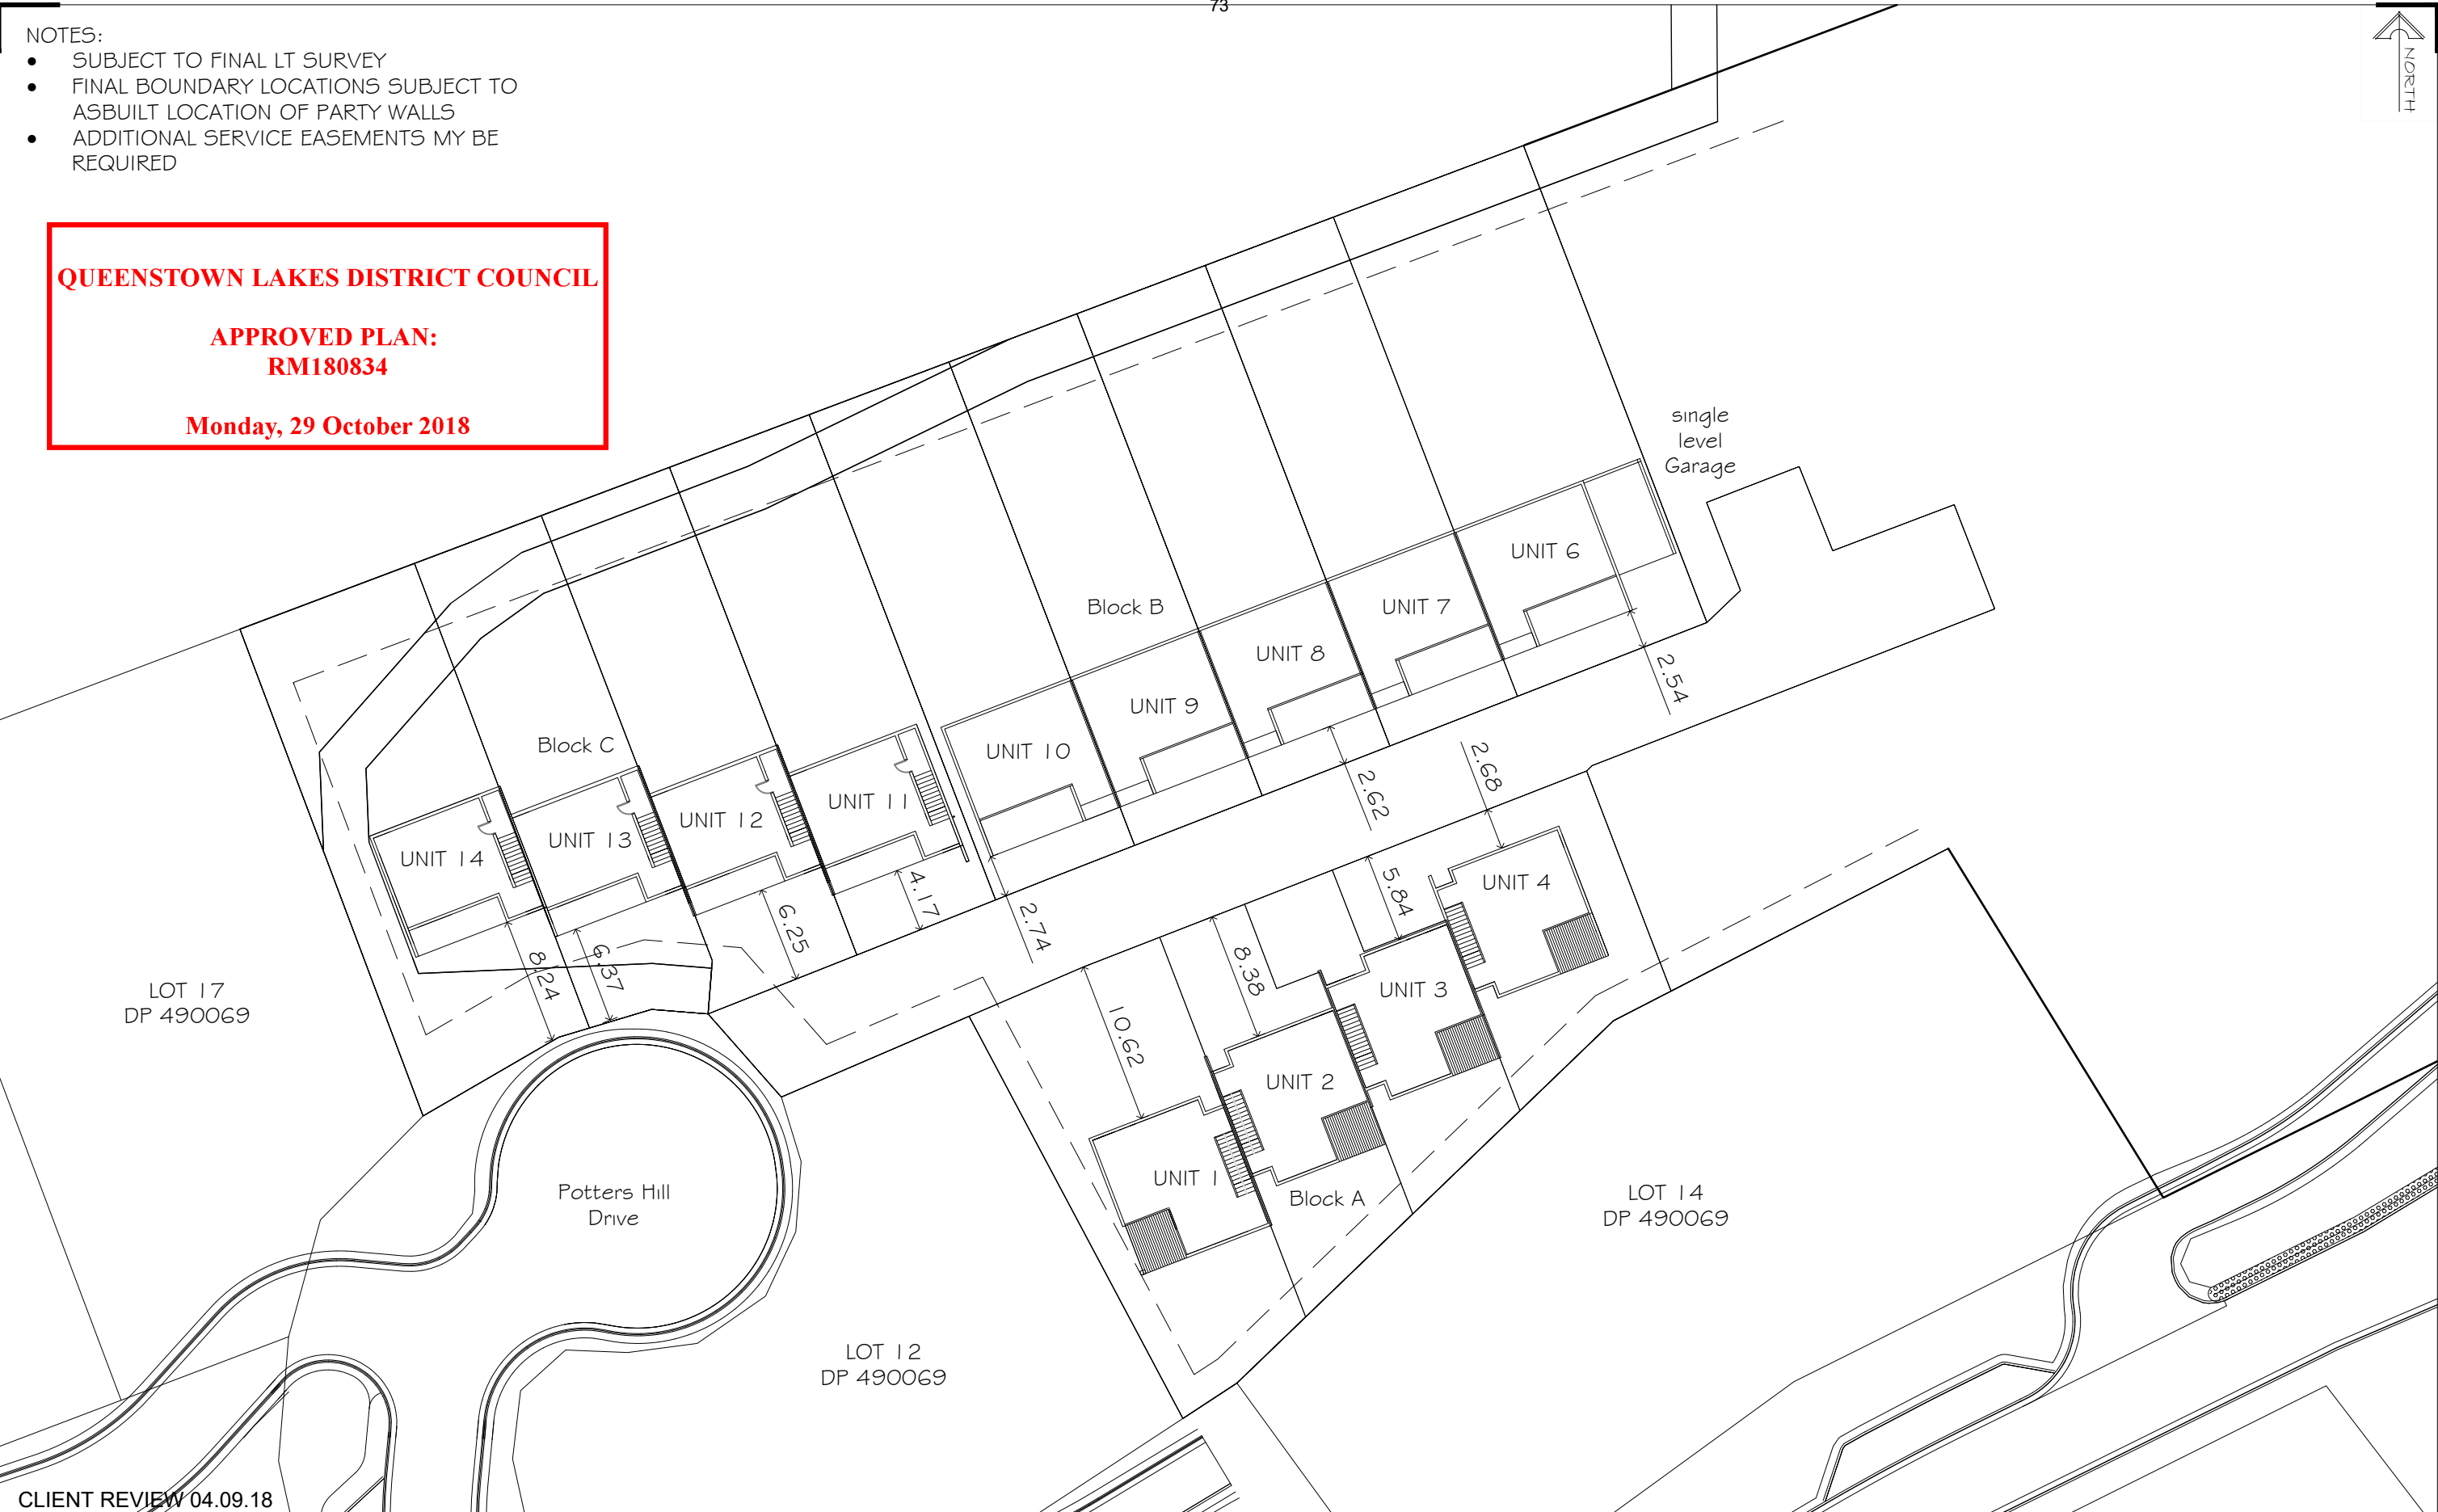 73
NOTES:
• SUBJECT TO FINAL LT SURVEY
• FINAL BOUNDARY LOCATIONS SUBJECT TO
ASBUILT LOCATION OF PARTY WALLS
• ADDITIONAL SERVICE EASEMENTS MY BE
REQUIRED
NORTH
QUEENSTOWN LAKES DISTRICT COUNCIL
APPROVED PLAN:
RM180834
Monday, 29 October 2018
single
level
Garage
UNIT 6
Block B
UNIT 7
UNIT 8
2.54
UNIT 9
Block C
UNIT 10
2.68
2.62
UNIT 11
UNIT 12
UNIT 13
UNIT 14
4.17
5.84
UNIT 4
6.25
2.74
8.24
6.37
8.38
UNIT 3
LOT 17
DP 490069
10.62
UNIT 2
UNIT 1
Block A
Potters Hill
Drive
LOT 14
DP 490069
LOT 12
DP 490069
CLIENT REVIEW 04.09.18